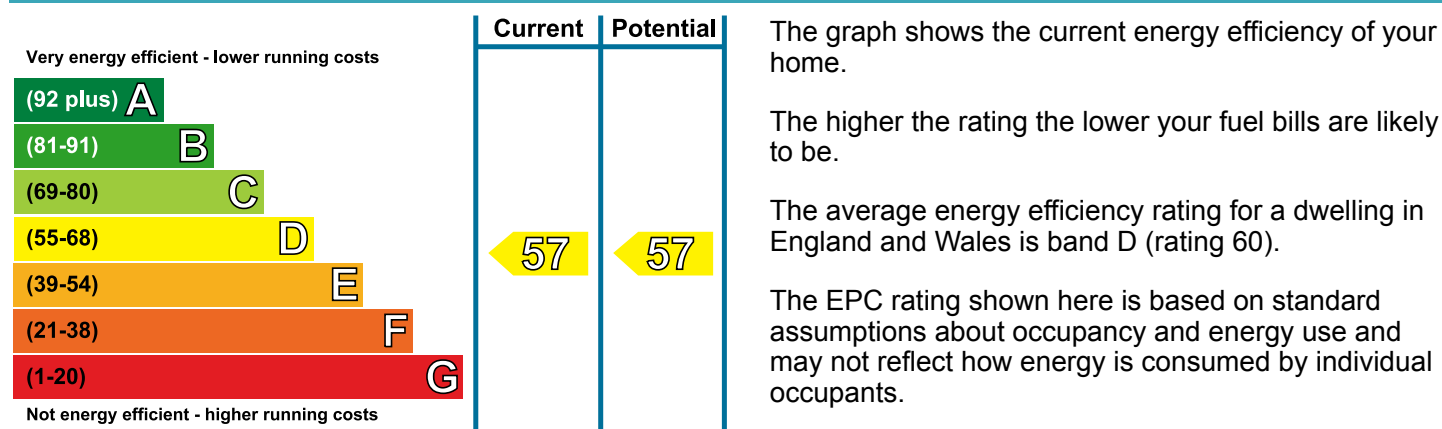 Current Potential
Very energy efficient - lower running costs
(92 plus) A
(81-91) B
(69-80) C
(55-68) D
(39-54) E
(21-38) F
(1-20) G
Not energy efficient - higher running costs
57 57
The graph shows the current energy efficiency of your
home.
The higher the rating the lower your fuel bills are likely
to be.
The average energy efficiency rating for a dwelling in
England and Wales is band D (rating 60).
The EPC rating shown here is based on standard
assumptions about occupancy and energy use and
may not reflect how energy is consumed by individual
occupants.